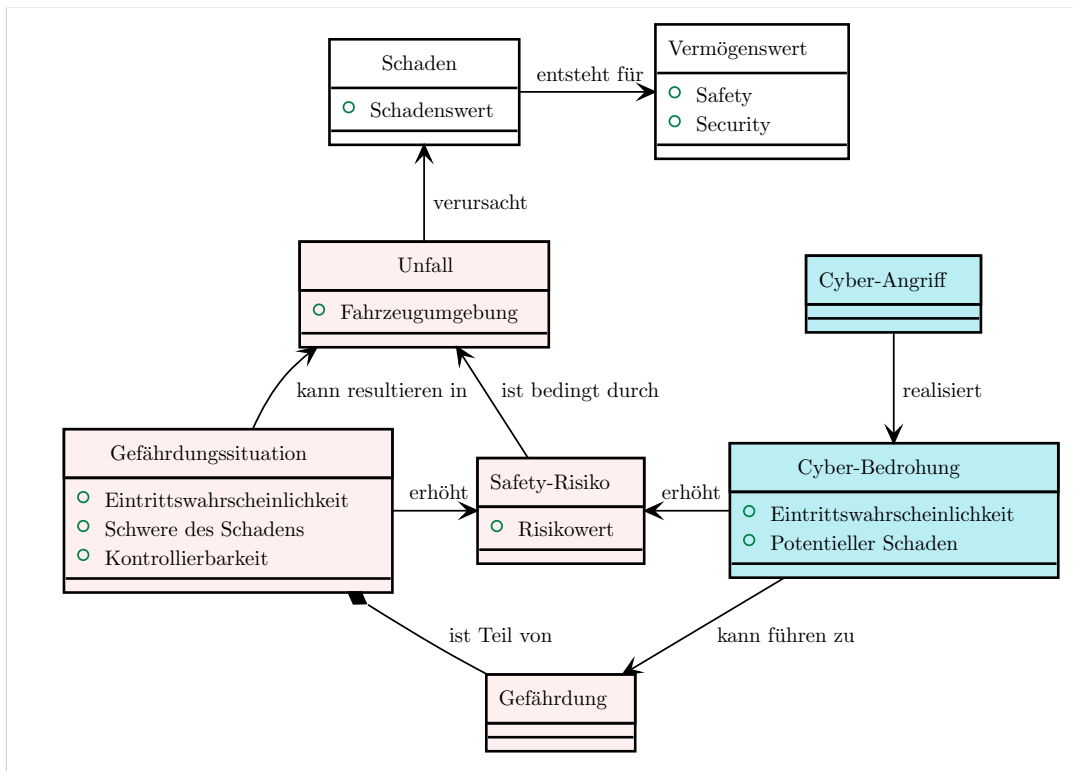 Schaden
Schadenswert
entsteht für
Vermögenswert
Safety
Security
verursacht
Unfall
Fahrzeugumgebung
Cyber-Angriff
kann resultieren in
ist bedingt durch
realisiert
Gefährdungssituation
Eintrittswahrscheinlichkeit
Schwere des Schadens
Kontrollierbarkeit
erhöht
Safety-Risiko
Risikowert
erhöht
Cyber-Bedrohung
Eintrittswahrscheinlichkeit
Potentieller Schaden
ist Teil von
kann führen zu
Gefährdung